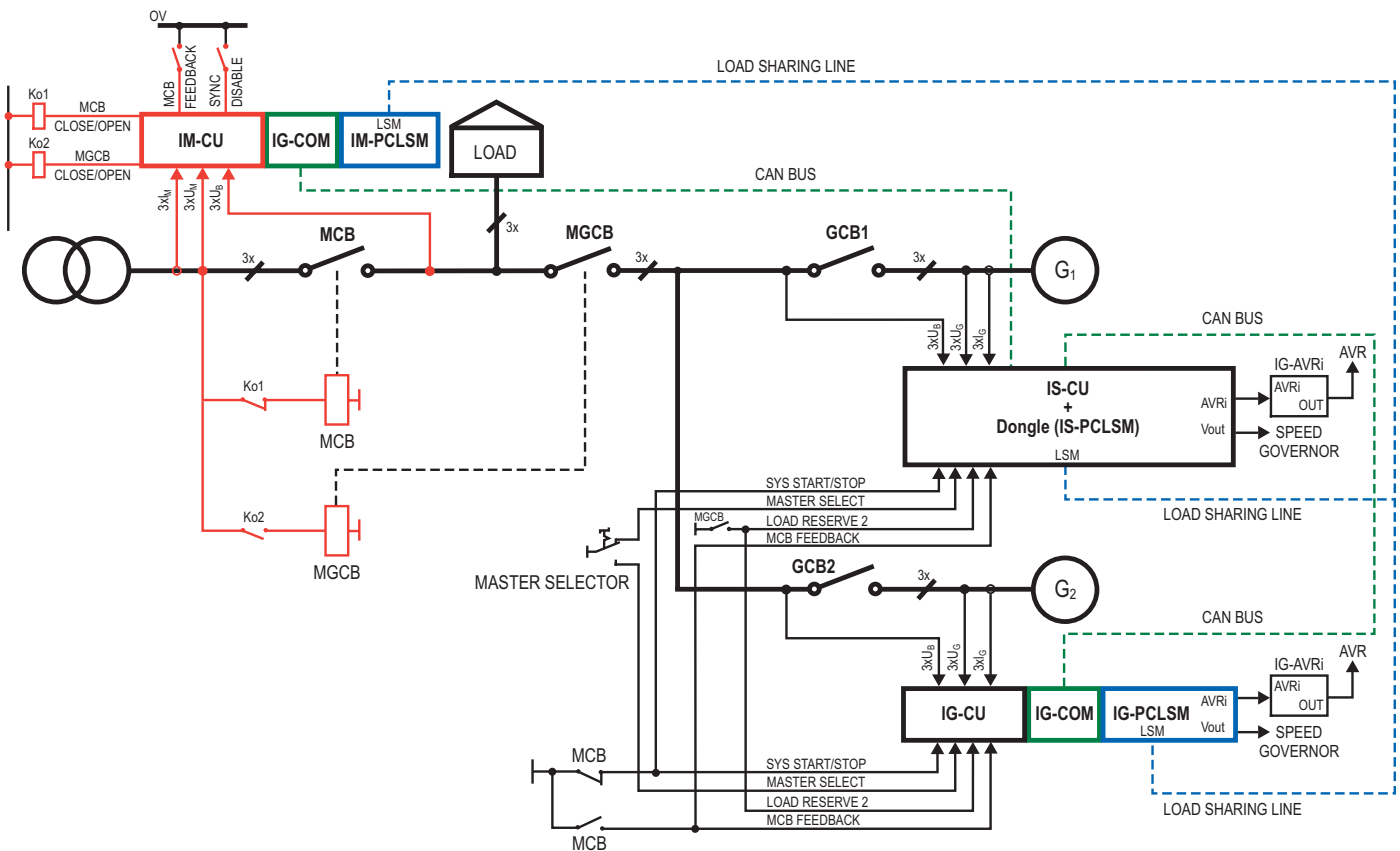 OV
LOAD SHARING LINE
MCB
FEEDBACK
SYNC
DISABLE
Ko1
MCB
CLOSE/OPEN
Ko2
MGCB
CLOSE/OPEN
IM-CU
IG-COM
LSM
IM-PCLSM
LOAD
CAN BUS
3xIM
3xUM
3xUB
3x
3x
MCB
MGCB
3x
GCB1
3x
G1
3xUB
3xUG
3xIG
CAN BUS
IS-CU
+
Dongle (IS-PCLSM)
LSM
AVRi
Vout
IG-AVRi
AVRi
OUT
AVR
SPEED
GOVERNOR
Ko1
MCB
Ko2
MGCB
SYS START/STOP
MASTER SELECT
MGCB
LOAD RESERVE 2
MCB FEEDBACK
LOAD SHARING LINE
MASTER SELECTOR
GCB2
3x
G2
3xUB
3xUG
3xIG
CAN BUS
IG-CU
IG-COM
IG-PCLSM
LSM
AVRi
Vout
IG-AVRi
AVRi
OUT
AVR
SPEED
GOVERNOR
MCB
SYS START/STOP
MASTER SELECT
LOAD RESERVE 2
MCB FEEDBACK
MCB
LOAD SHARING LINE